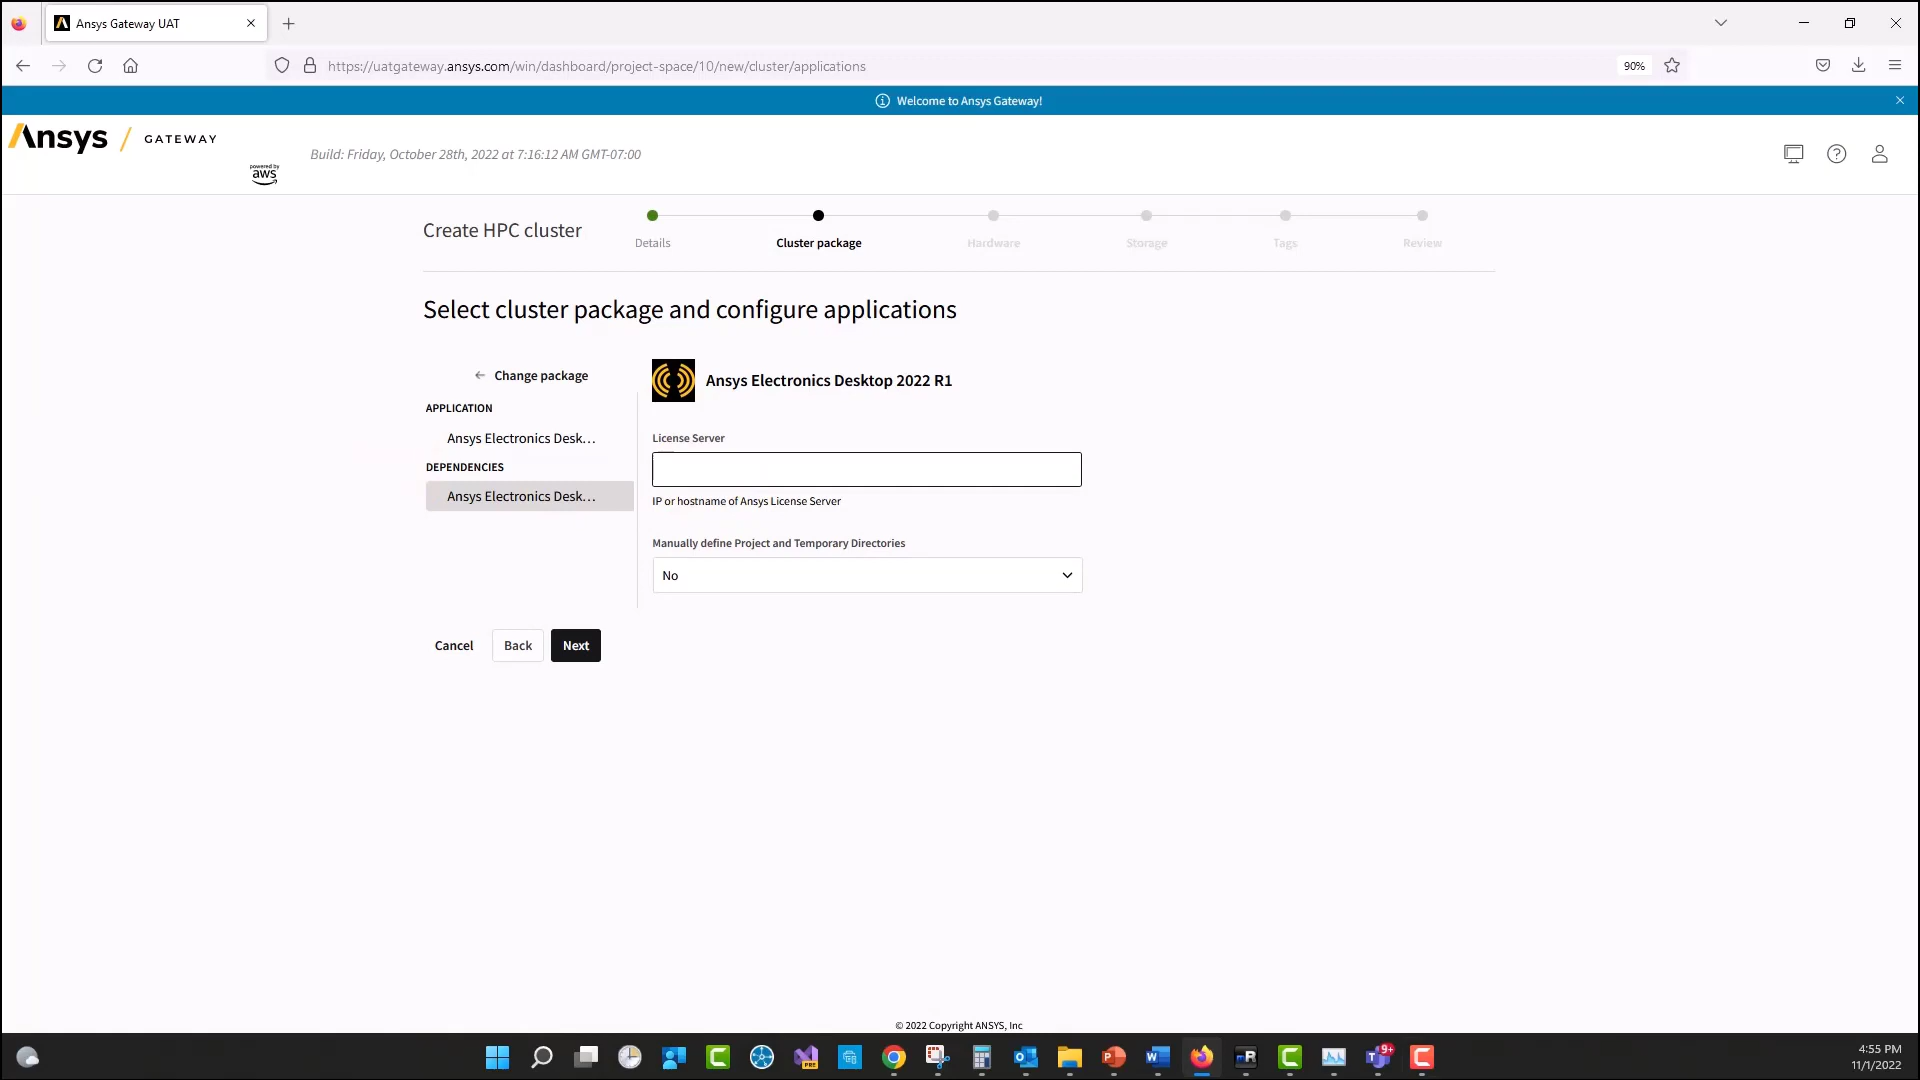 Ansys Gateway UAT
https://uatgateway.ansys.com/win/dashboard/project-space/10/new/cluster/applications
90%
Welcome to Ansys Gateway!
Ansys / GATEWAY
powered by
aws
Build: Friday, October 28th, 2022 at 7:16:12 AM GMT-07:00
Create HPC cluster
Details
Cluster package
Hardware
Storage
Tags
Review
Select cluster package and configure applications
Change package
APPLICATION
Ansys Electronics Desk...
DEPENDENCIES
Ansys Electronics Desk...
Ansys Electronics Desktop 2022 R1
License Server
IP or hostname of Ansys License Server
Manually define Project and Temporary Directories
No
Cancel
Back
Next
© 2022 Copyright ANSYS, Inc
9+
4:55 PM
11/1/2022